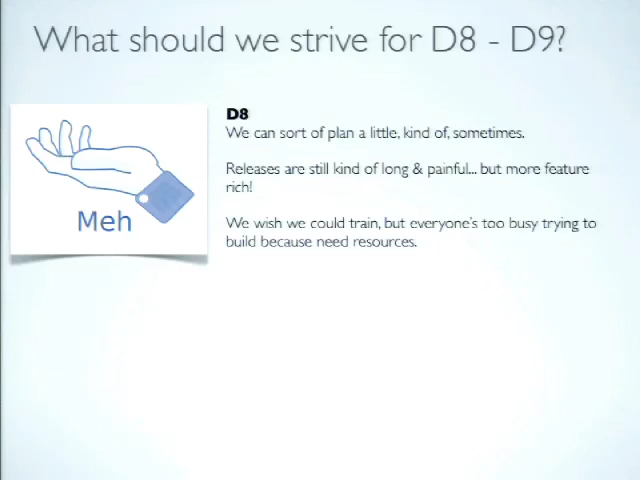 What should we strive for D8 - D9?
Meh
D8
We can sort of plan a little, kind of, sometimes.
Releases are still kind of long & painful... but more feature
rich!
We wish we could train, but everyone's too busy trying to
build because need resources.